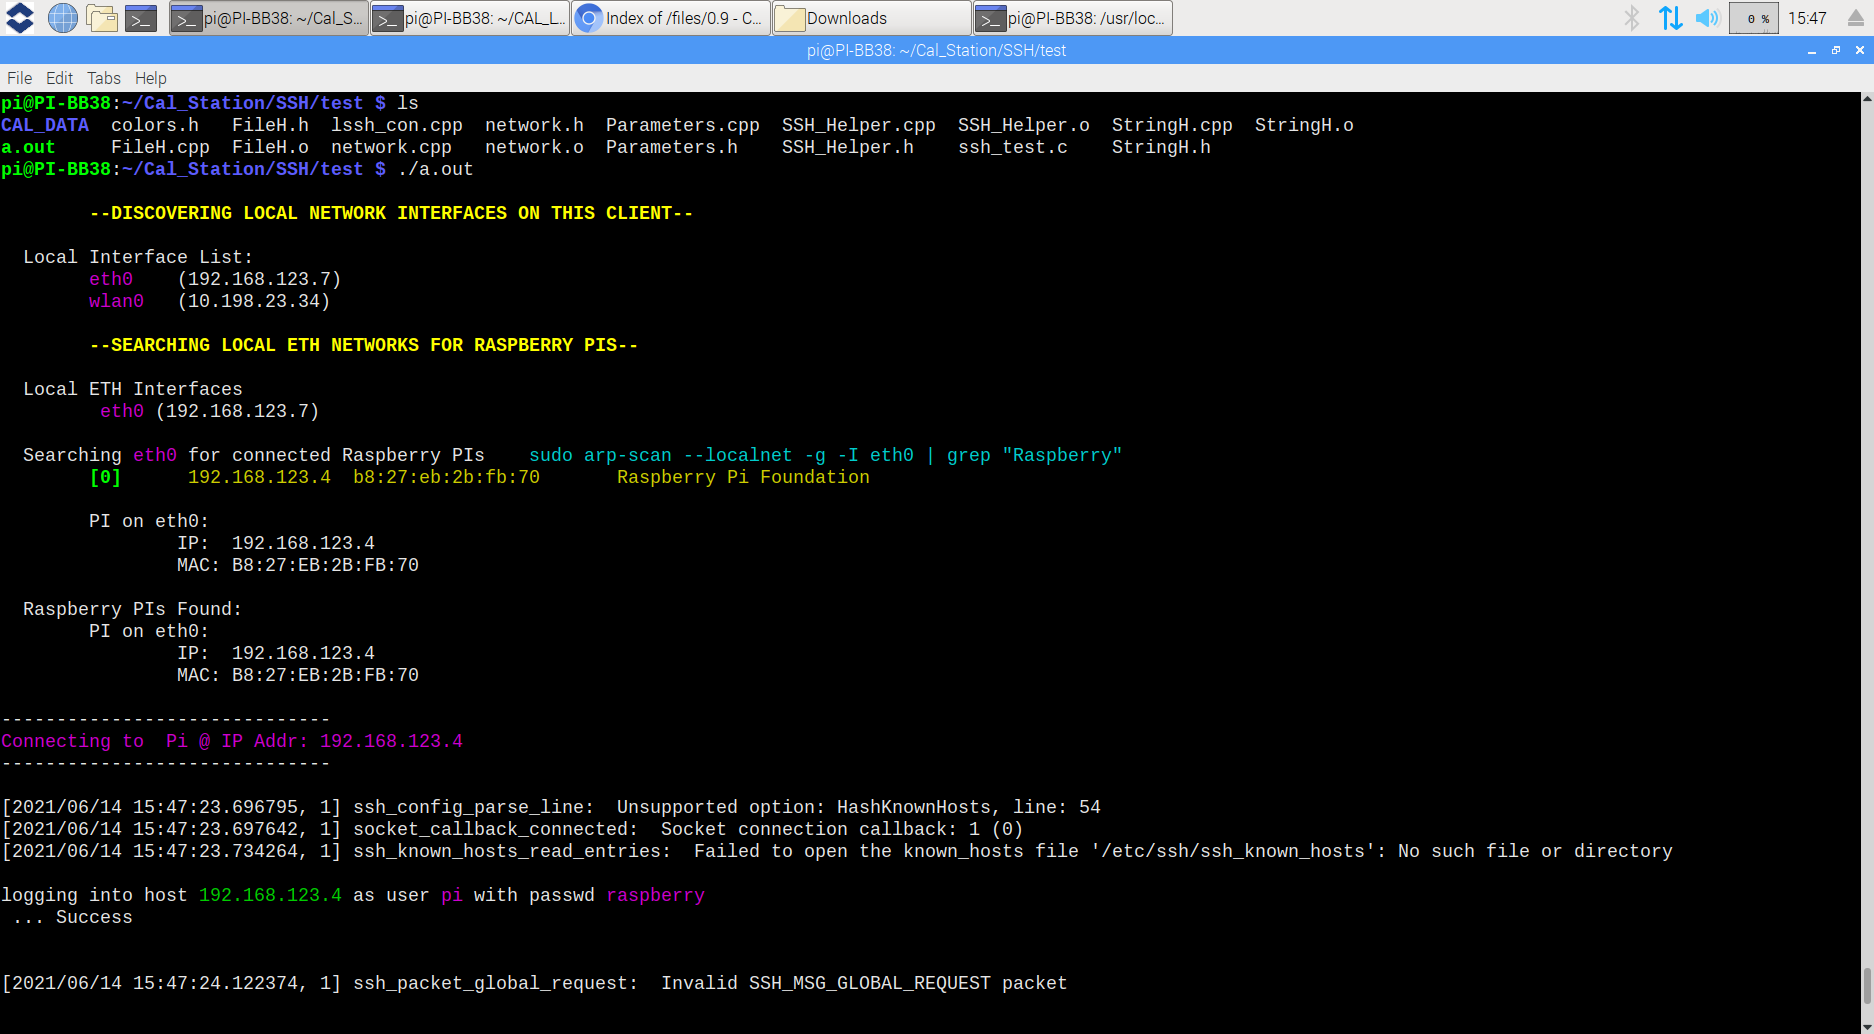 pi@PI-BB38: ~/Cal_S... pi@PI-BB38: ~/CAL_L... Index of /files/0.9 - C... Downloads pi@PI-BB38: /usr/loc... 0 % 15:47
pi@PI-BB38: ~/Cal_Station/SSH/test
File Edit Tabs Help
pi@PI-BB38:~/Cal_Station/SSH/test $ ls
CAL_DATA  colors.h   FileH.h  lssh_con.cpp  network.h  Parameters.cpp  SSH_Helper.cpp  SSH_Helper.o  StringH.cpp  StringH.o
a.out     FileH.cpp  FileH.o  network.cpp   network.o  Parameters.h    SSH_Helper.h    ssh_test.c    StringH.h
pi@PI-BB38:~/Cal_Station/SSH/test $ ./a.out
--DISCOVERING LOCAL NETWORK INTERFACES ON THIS CLIENT--
Local Interface List:
eth0    (192.168.123.7)
wlan0   (10.198.23.34)
--SEARCHING LOCAL ETH NETWORKS FOR RASPBERRY PIS--
Local ETH Interfaces
eth0 (192.168.123.7)
Searching eth0 for connected Raspberry PIs    sudo arp-scan --localnet -g -I eth0 | grep "Raspberry"
[0]      192.168.123.4  b8:27:eb:2b:fb:70       Raspberry Pi Foundation
PI on eth0:
IP:  192.168.123.4
MAC: B8:27:EB:2B:FB:70
Raspberry PIs Found:
PI on eth0:
IP:  192.168.123.4
MAC: B8:27:EB:2B:FB:70
------------------------------
Connecting to  Pi @ IP Addr: 192.168.123.4
------------------------------
[2021/06/14 15:47:23.696795, 1] ssh_config_parse_line:  Unsupported option: HashKnownHosts, line: 54
[2021/06/14 15:47:23.697642, 1] socket_callback_connected:  Socket connection callback: 1 (0)
[2021/06/14 15:47:23.734264, 1] ssh_known_hosts_read_entries:  Failed to open the known_hosts file '/etc/ssh/ssh_known_hosts': No such file or directory
logging into host 192.168.123.4 as user pi with passwd raspberry
... Success
[2021/06/14 15:47:24.122374, 1] ssh_packet_global_request:  Invalid SSH_MSG_GLOBAL_REQUEST packet